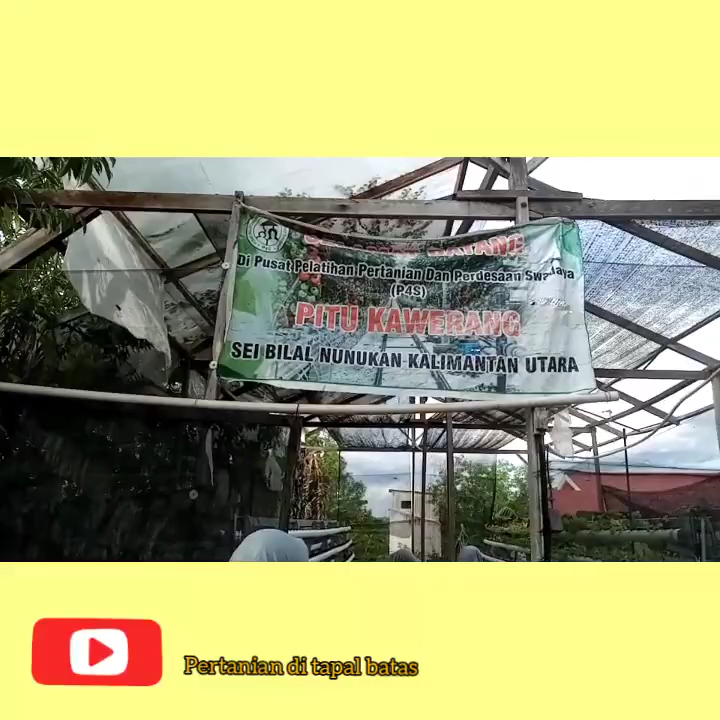 DATANG
Di Pusat Pelatihan Pertanian Dan Perdesaan Swadaya
(P4S)
PITU KAWERANG
SEI BILAL NUNUKAN KALIMANTAN UTARA
Pertanian di tapal batas